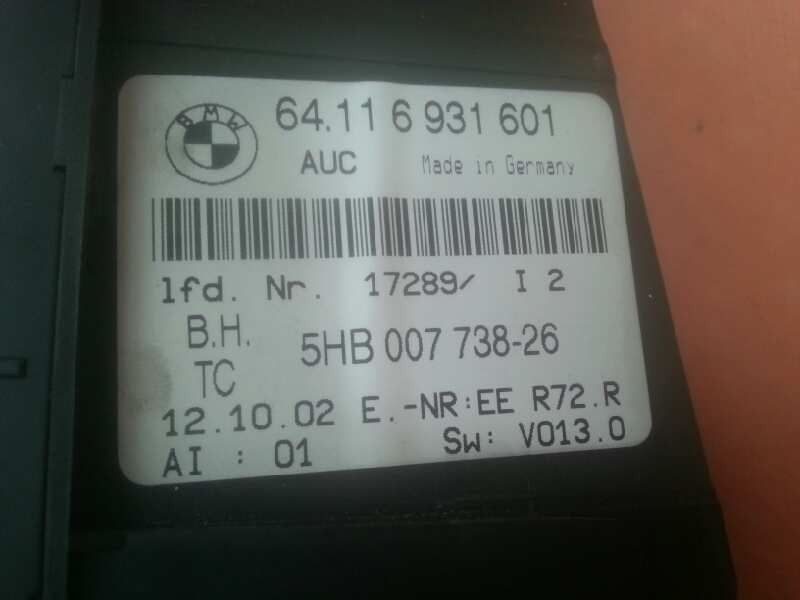 BMW
64.11 6 931 601
AUC Made in Germany
lfd. Nr. 17289/ I 2
B.H. 5HB 007 738-26
TC
12.10.02 E.-NR:EE R72.R
AI : 01 SW: V013.0